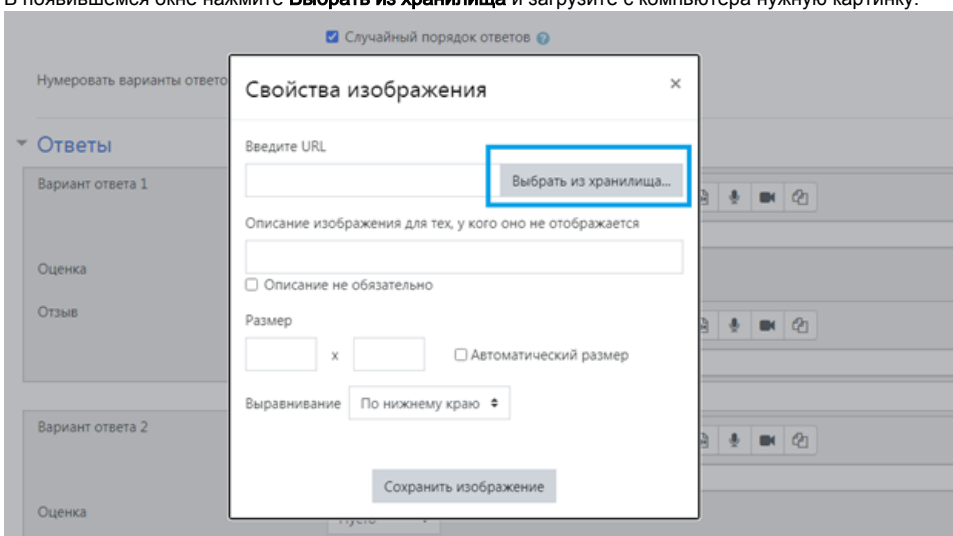 В появившемся окне нажмите Выбрать из хранилища и загрузите с компьютера нужную картинку.
Случайный порядок ответов
Нумеровать варианты ответо
Свойства изображения
×
Ответы
Введите URL
Вариант ответа 1
Выбрать из хранилища...
Описание изображения для тех, у кого оно не отображается
Оценка
Описание не обязательно
Отзыв
Размер
x
Автоматический размер
Выравнивание По нижнему краю
Вариант ответа 2
Сохранить изображение
Оценка
Пусто